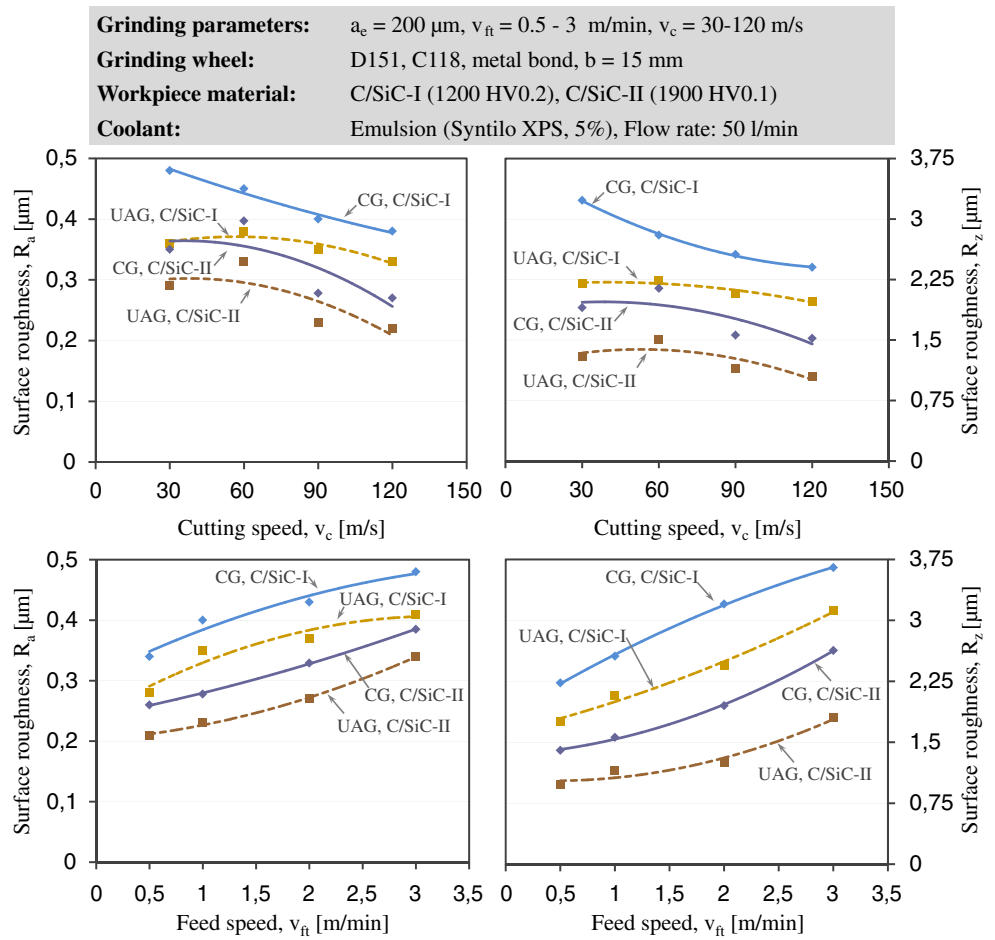 Grinding parameters: aₑ = 200 µm, v_ft = 0.5 - 3 m/min, v_c = 30-120 m/s
Grinding wheel: D151, C118, metal bond, b = 15 mm
Workpiece material: C/SiC-I (1200 HV0.2), C/SiC-II (1900 HV0.1)
Coolant: Emulsion (Syntilo XPS, 5%), Flow rate: 50 l/min
Surface roughness, R_a [µm]
0,5
0,4
0,3
0,2
0,1
0
CG, C/SiC-I
UAG, C/SiC-I
CG, C/SiC-II
UAG, C/SiC-II
0 30 60 90 120 150
Cutting speed, v_c [m/s]
CG, C/SiC-I
UAG, C/SiC-I
CG, C/SiC-II
UAG, C/SiC-II
3,75
3
2,25
1,5
0,75
0
Surface roughness, R_z [µm]
0 30 60 90 120 150
Cutting speed, v_c [m/s]
Surface roughness, R_a [µm]
0,5
0,4
0,3
0,2
0,1
0
CG, C/SiC-I
UAG, C/SiC-I
CG, C/SiC-II
UAG, C/SiC-II
0 0,5 1 1,5 2 2,5 3 3,5
Feed speed, v_ft [m/min]
CG, C/SiC-I
UAG, C/SiC-I
CG, C/SiC-II
UAG, C/SiC-II
3,75
3
2,25
1,5
0,75
0
Surface roughness, R_z [µm]
0 0,5 1 1,5 2 2,5 3 3,5
Feed speed, v_ft [m/min]